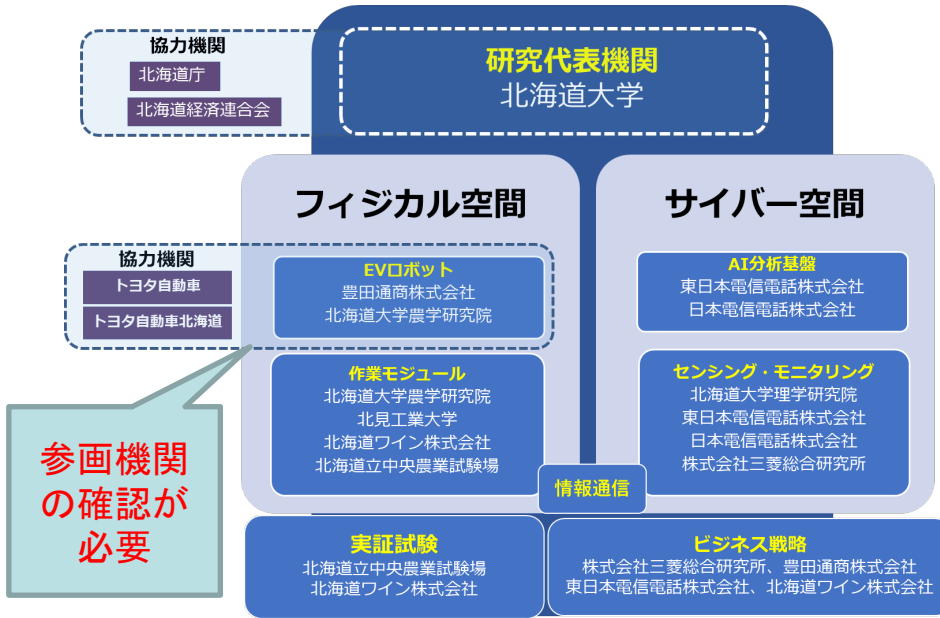 協力機関
北海道庁
北海道経済連合会
研究代表機関
北海道大学
フィジカル空間
サイバー空間
協力機関
トヨタ自動車
トヨタ自動車北海道
EVロボット
豊田通商株式会社
北海道大学農学研究院
AI分析基盤
東日本電信電話株式会社
日本電信電話株式会社
作業モジュール
北海道大学農学研究院
北見工業大学
北海道ワイン株式会社
北海道立中央農業試験場
センシング・モニタリング
北海道大学理学研究院
東日本電信電話株式会社
日本電信電話株式会社
株式会社三菱総合研究所
参画機関
の確認が
必要
情報通信
実証試験
北海道立中央農業試験場
北海道ワイン株式会社
ビジネス戦略
株式会社三菱総合研究所、豊田通商株式会社
東日本電信電話株式会社、北海道ワイン株式会社